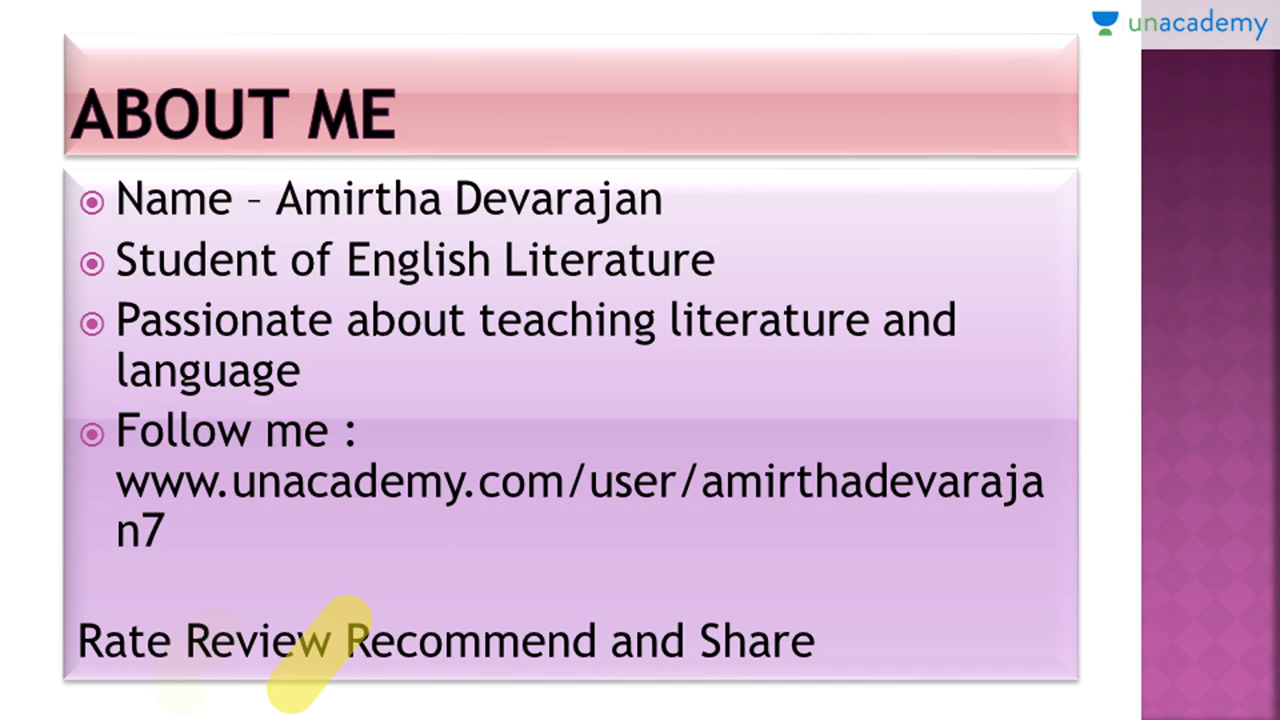 unacademy
ABOUT ME
Name – Amirtha Devarajan
Student of English Literature
Passionate about teaching literature and
language
Follow me :
www.unacademy.com/user/amirthadevaraja
n7
Rate Review Recommend and Share